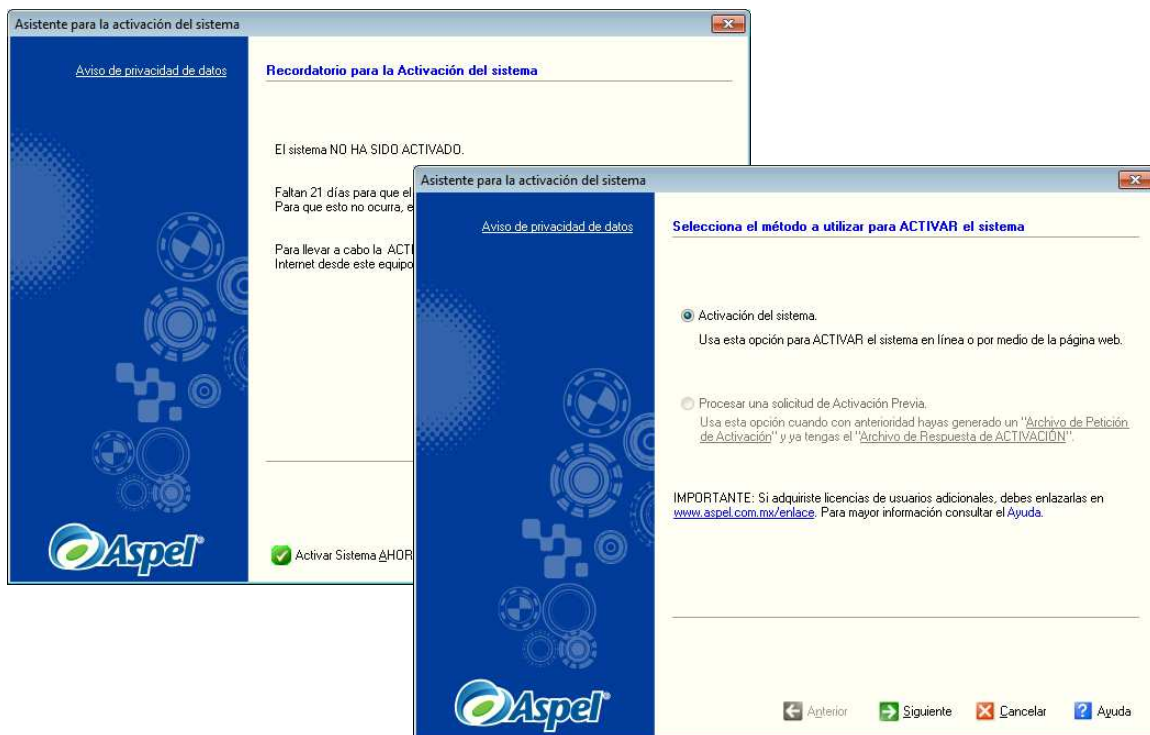 Asistente para la activación del sistema
Aviso de privacidad de datos
Recordatorio para la Activación del sistema
El sistema NO HA SIDO ACTIVADO.
Faltan 21 días para que el
Para que esto no ocurra, e
Para llevar a cabo la ACTI
Internet desde este equipo
Aspel
Activar Sistema AHOR
Asistente para la activación del sistema
Aviso de privacidad de datos
Selecciona el método a utilizar para ACTIVAR el sistema
Activación del sistema.
Usa esta opción para ACTIVAR el sistema en línea o por medio de la página web.
Procesar una solicitud de Activación Previa.
Usa esta opción cuando con anterioridad hayas generado un "Archivo de Petición
de Activación" y ya tengas el "Archivo de Respuesta de ACTIVACIÓN".
IMPORTANTE: Si adquiriste licencias de usuarios adicionales, debes enlazarlas en
www.aspel.com.mx/enlace. Para mayor información consultar el Ayuda.
Aspel
Anterior Siguiente Cancelar Ayuda